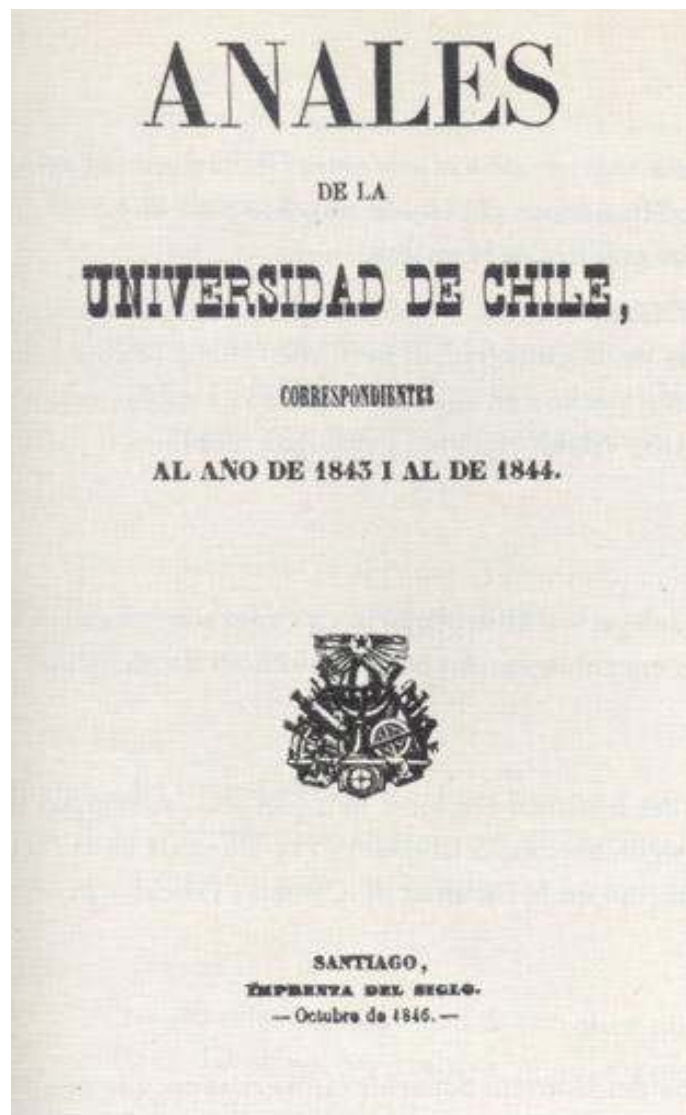 ANALES
DE LA
UNIVERSIDAD DE CHILE,
CORRESPONDIENTES
AL AÑO DE 1843 I AL DE 1844.
SANTIAGO,
IMPRENTA DEL SIGLO.
— Octubre de 1846. —